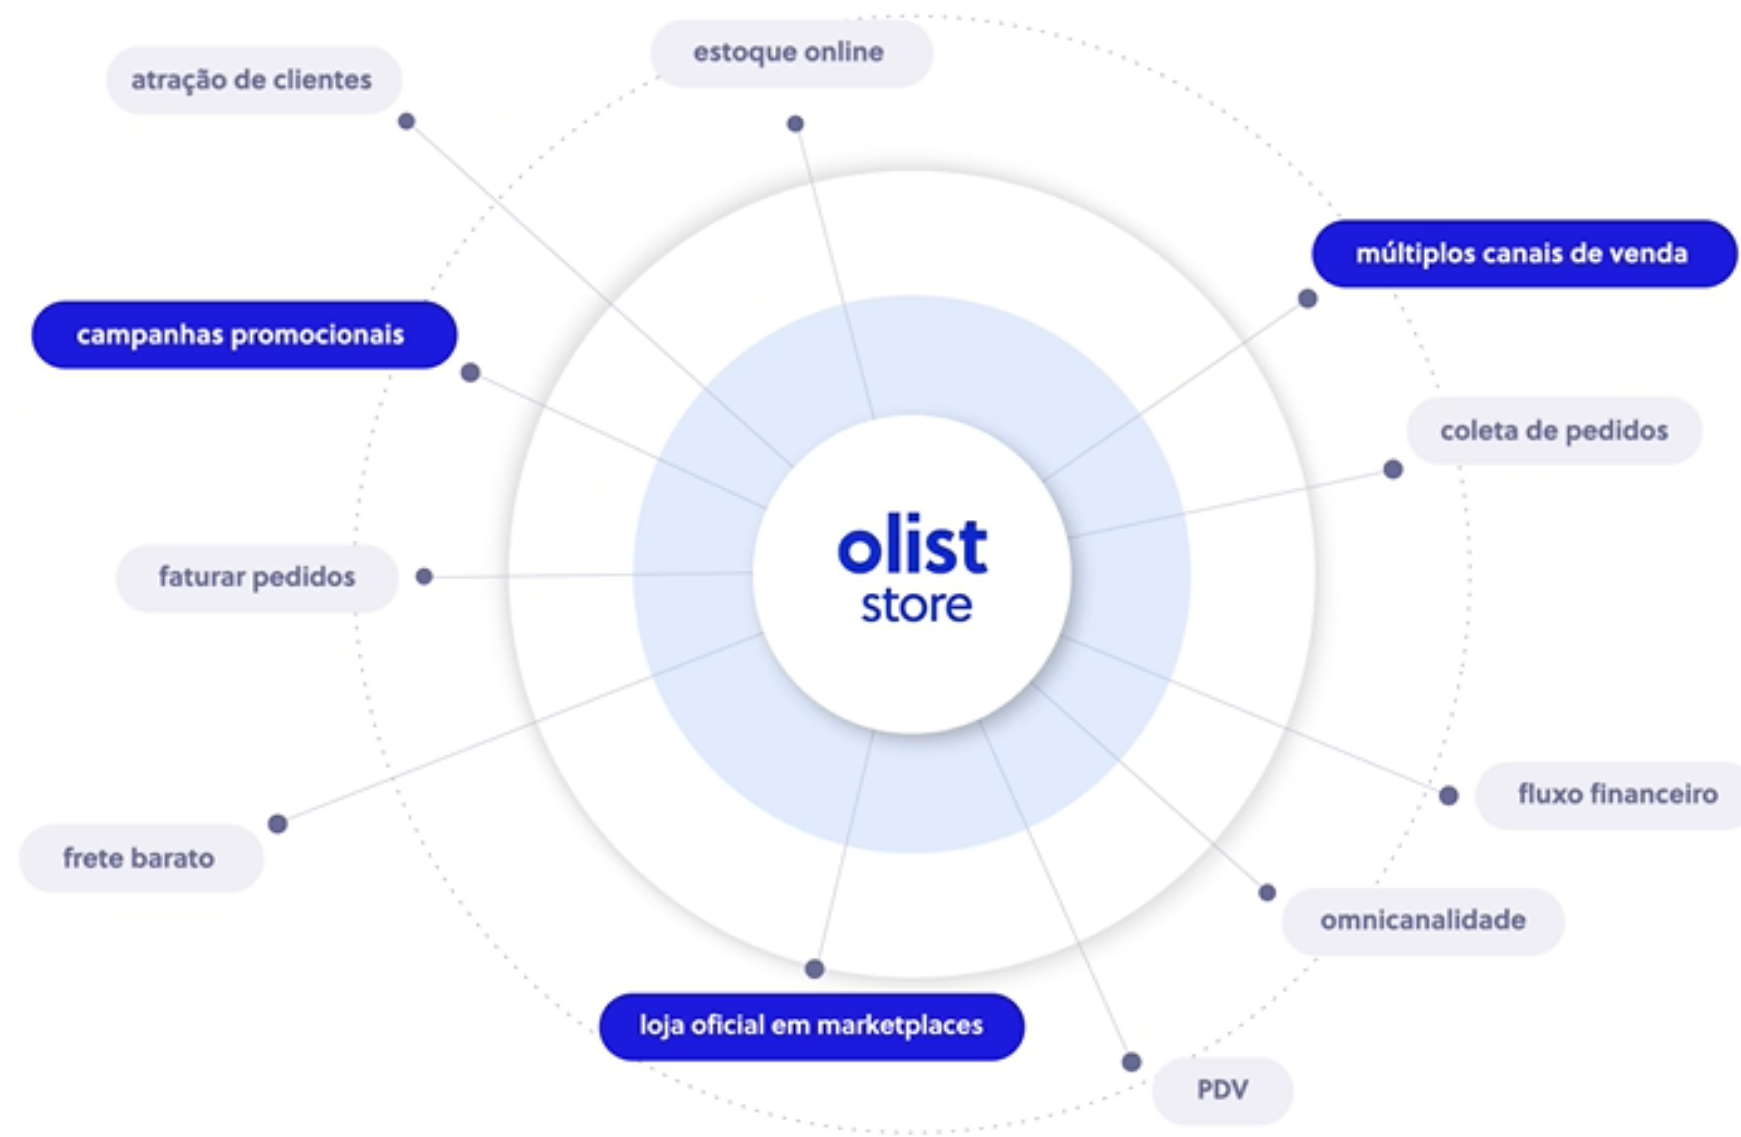 estoque online
atração de clientes
múltiplos canais de venda
campanhas promocionais
coleta de pedidos
olist
store
faturar pedidos
fluxo financeiro
frete barato
omnicanalidade
loja oficial em marketplaces
PDV